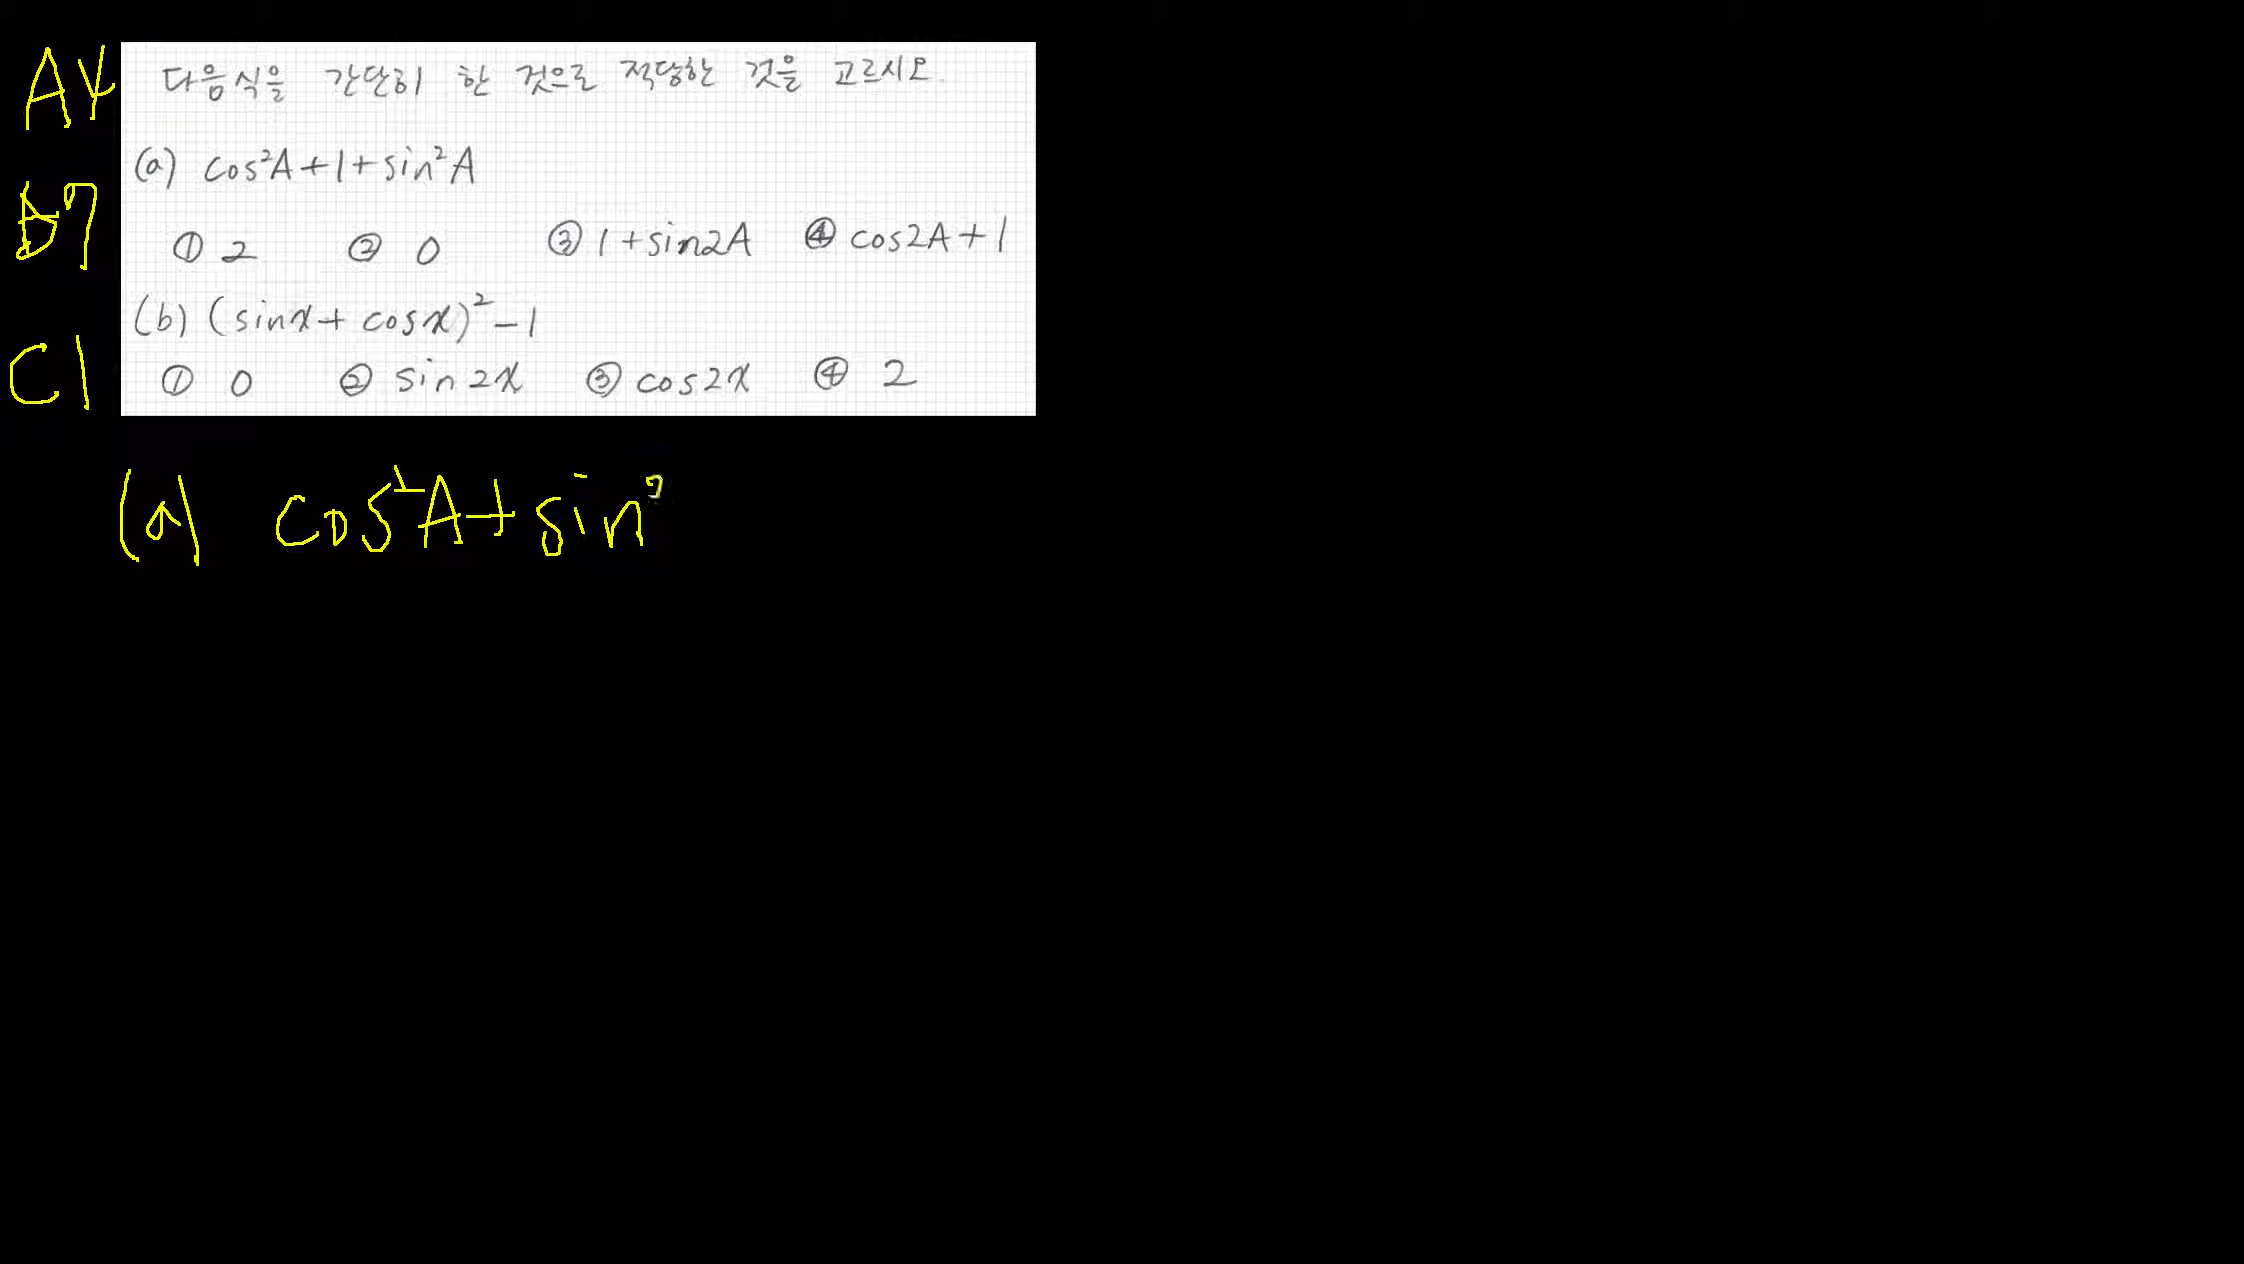 A4
다음식을 간단히 한 것으로 적당한 것을 고르시오.
(a) cos²A+1+sin²A
B7
① 2 ② 0 ③ 1+sin2A ④ cos2A+1
(b) (sinx+cosx)²-1
C1
① 0 ② sin2x ③ cos2x ④ 2
(a) cos²A+sin²